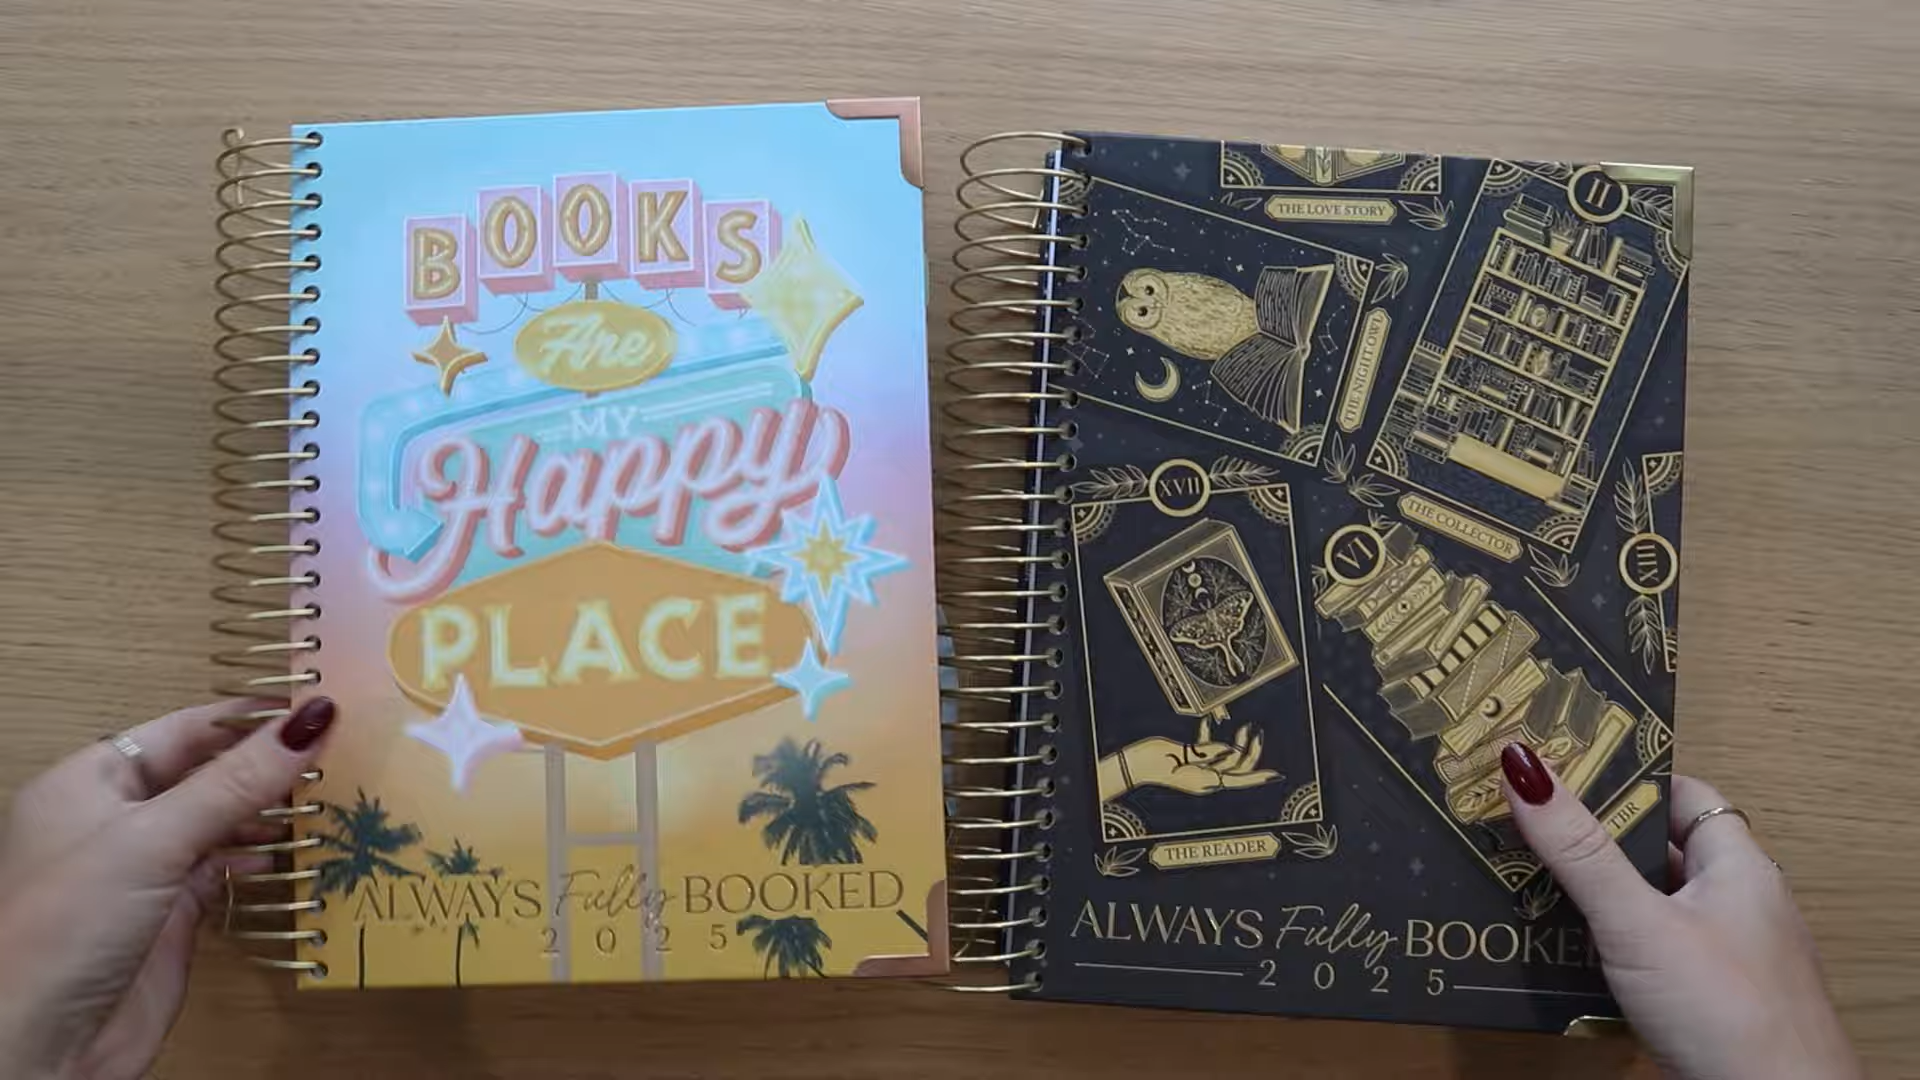 BOOKS
Are
MY
Happy
PLACE
ALWAYS Fully BOOKED
2025
THE LOVE STORY
II
THE NIGHT OWL
THE COLLECTOR
XVII
VI
XIII
THE READER
TBR
ALWAYS Fully BOOKE
2025